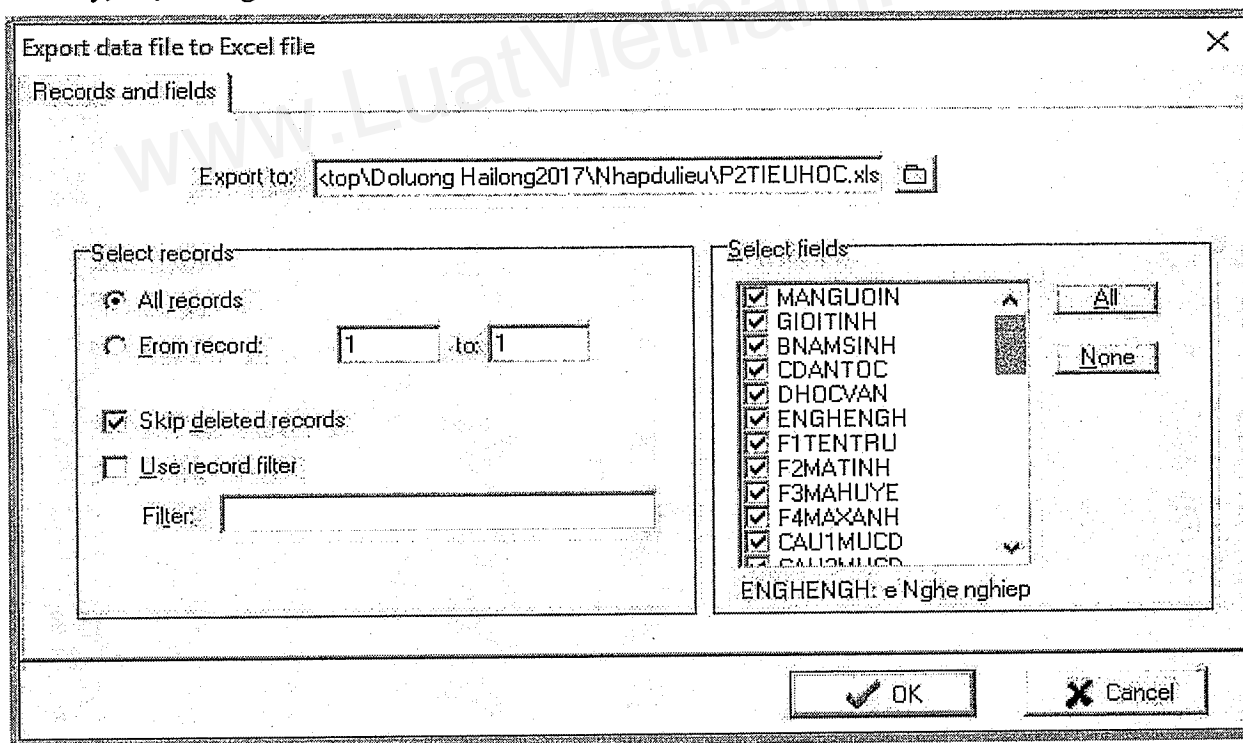 Export data file to Excel file
Records and fields
www.LuatVietnam
Export to: <top\Doluong Hailong2017\Nhapdulieu\P2TIEUHOC.xls
Select records
All records
From record: 1 to: 1
Skip deleted records
Use record filter
Filter:
Select fields
MANGUOIN
GIOITINH
BNAMSINH
CDANTOC
DHOCVAN
ENGHENGH
F1TENTRU
F2MATINH
F3MAHUYE
F4MAXANH
CAU1MUCD
CAU2MUCD
ENGHENGH: e Nghe nghiep
All
None
OK
Cancel